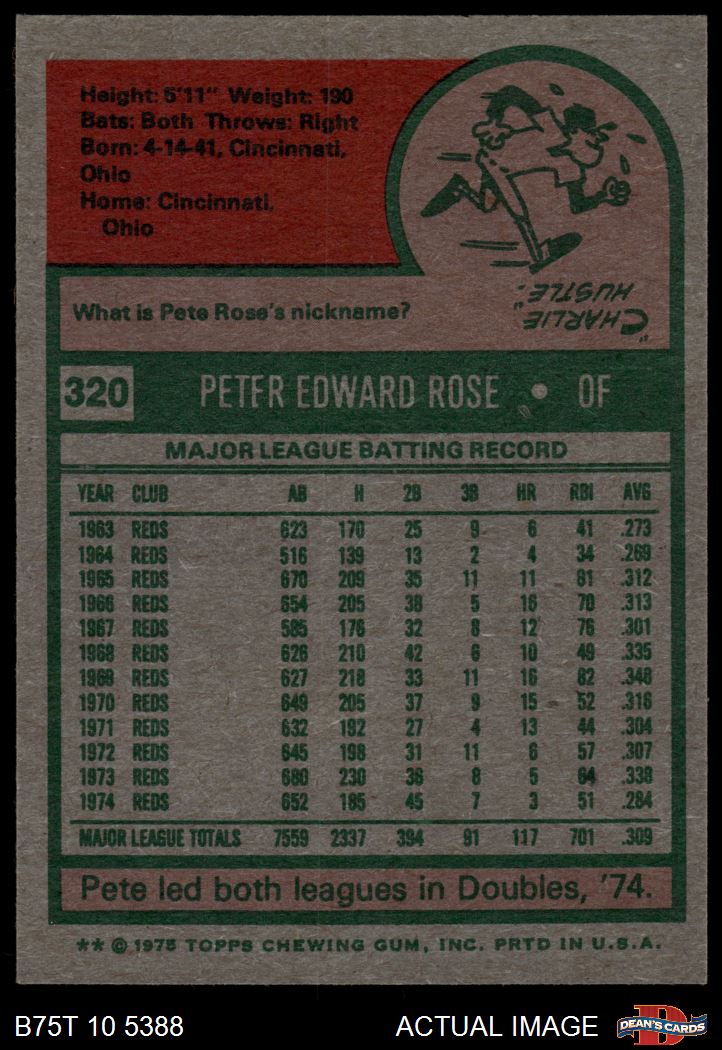 Height: 5'11" Weight: 190
Bats: Both Throws: Right
Born: 4-14-41, Cincinnati,
Ohio
Home: Cincinnati,
Ohio
What is Pete Rose's nickname?
"CHARLIE
HUSTLE."
320 PETER EDWARD ROSE • OF
MAJOR LEAGUE BATTING RECORD
YEAR CLUB AB H 2B 3B HR RBI AVG
1963 REDS 623 170 25 9 6 41 .273
1964 REDS 516 139 13 2 4 34 .269
1965 REDS 670 209 35 11 11 81 .312
1966 REDS 654 205 38 5 16 70 .313
1967 REDS 585 176 32 8 12 76 .301
1968 REDS 626 210 42 6 10 49 .335
1969 REDS 627 218 33 11 16 82 .348
1970 REDS 649 205 37 9 15 52 .316
1971 REDS 632 192 27 4 13 44 .304
1972 REDS 645 198 31 11 6 57 .307
1973 REDS 680 230 36 8 5 64 .338
1974 REDS 652 185 45 7 3 51 .284
MAJOR LEAGUE TOTALS 7559 2337 394 91 117 701 .309
Pete led both leagues in Doubles, '74.
** © 1975 TOPPS CHEWING GUM, INC. PRTD IN U.S.A.
B75T 10 5388 ACTUAL IMAGE DEAN'S CARDS